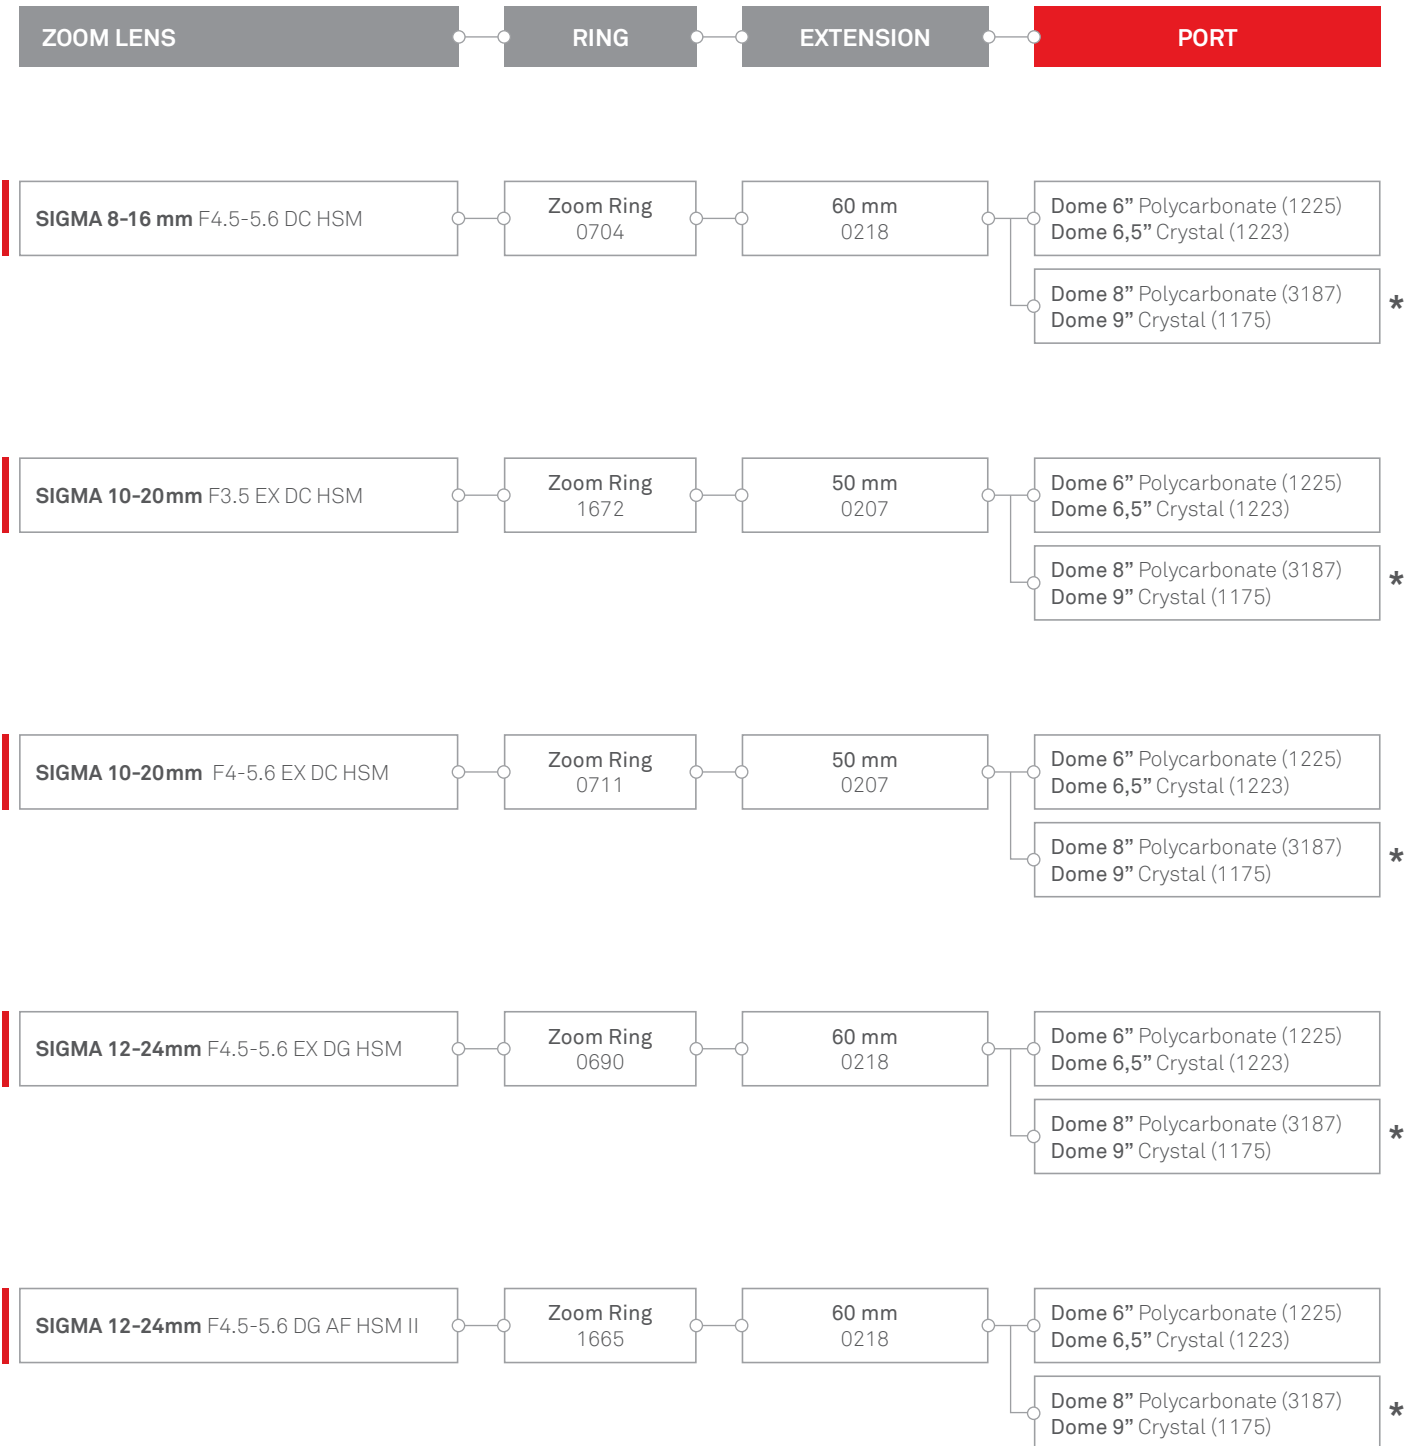 ZOOM LENS RING EXTENSION PORT
SIGMA 8-16 mm F4.5-5.6 DC HSM
Zoom Ring
0704
60 mm
0218
Dome 6” Polycarbonate (1225)
Dome 6,5” Crystal (1223)
Dome 8” Polycarbonate (3187)
Dome 9” Crystal (1175)
*
SIGMA 10-20mm F3.5 EX DC HSM
Zoom Ring
1672
50 mm
0207
Dome 6” Polycarbonate (1225)
Dome 6,5” Crystal (1223)
Dome 8” Polycarbonate (3187)
Dome 9” Crystal (1175)
*
SIGMA 10-20mm F4-5.6 EX DC HSM
Zoom Ring
0711
50 mm
0207
Dome 6” Polycarbonate (1225)
Dome 6,5” Crystal (1223)
Dome 8” Polycarbonate (3187)
Dome 9” Crystal (1175)
*
SIGMA 12-24mm F4.5-5.6 EX DG HSM
Zoom Ring
0690
60 mm
0218
Dome 6” Polycarbonate (1225)
Dome 6,5” Crystal (1223)
Dome 8” Polycarbonate (3187)
Dome 9” Crystal (1175)
*
SIGMA 12-24mm F4.5-5.6 DG AF HSM II
Zoom Ring
1665
60 mm
0218
Dome 6” Polycarbonate (1225)
Dome 6,5” Crystal (1223)
Dome 8” Polycarbonate (3187)
Dome 9” Crystal (1175)
*